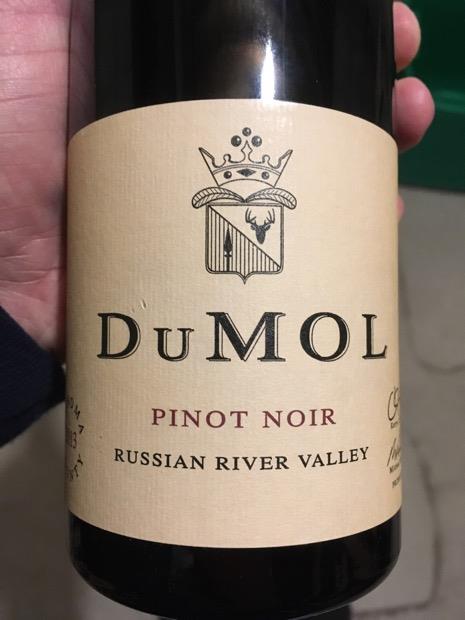 DuMOL
PINOT NOIR
RUSSIAN RIVER VALLEY